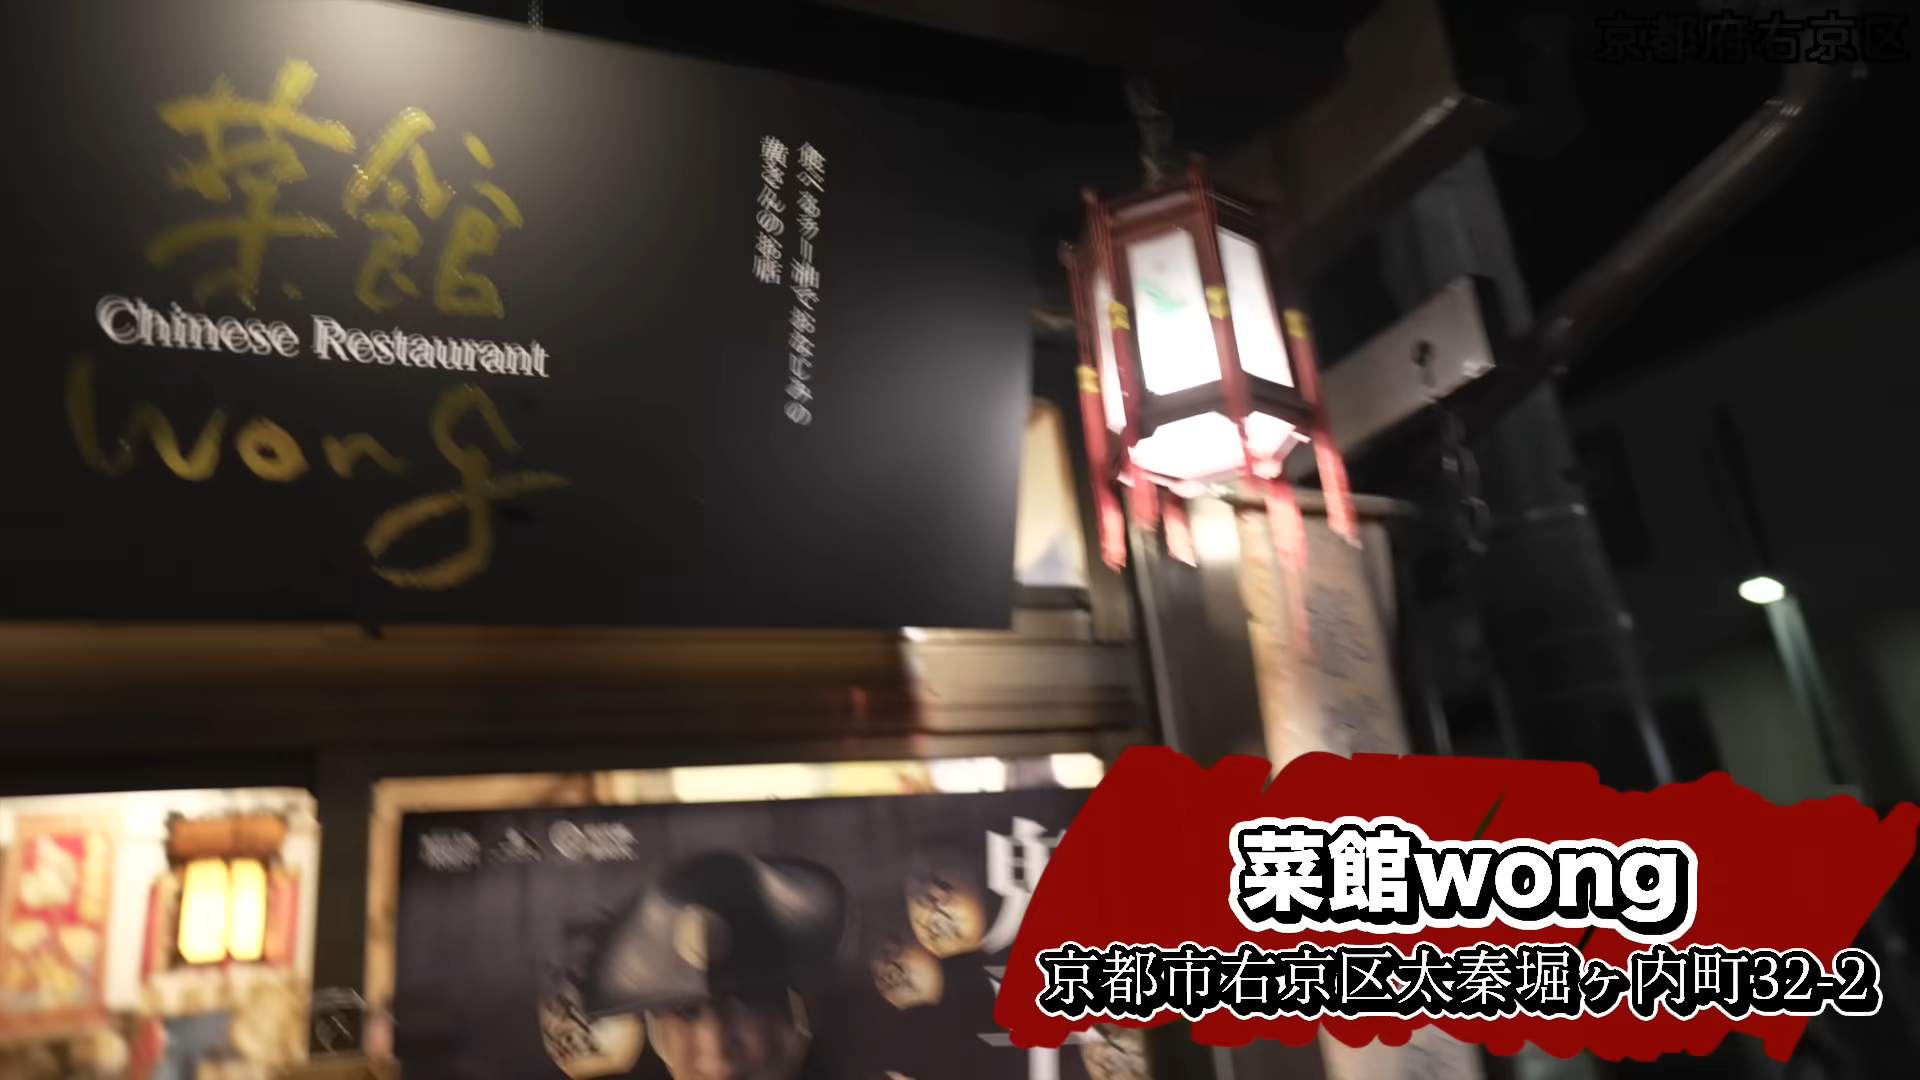 京都府右京区
菜館
Chinese Restaurant
wong
食べるラー油でおなじみの
黄さんのお店
菜館wong
京都市右京区太秦堀ヶ内町32-2